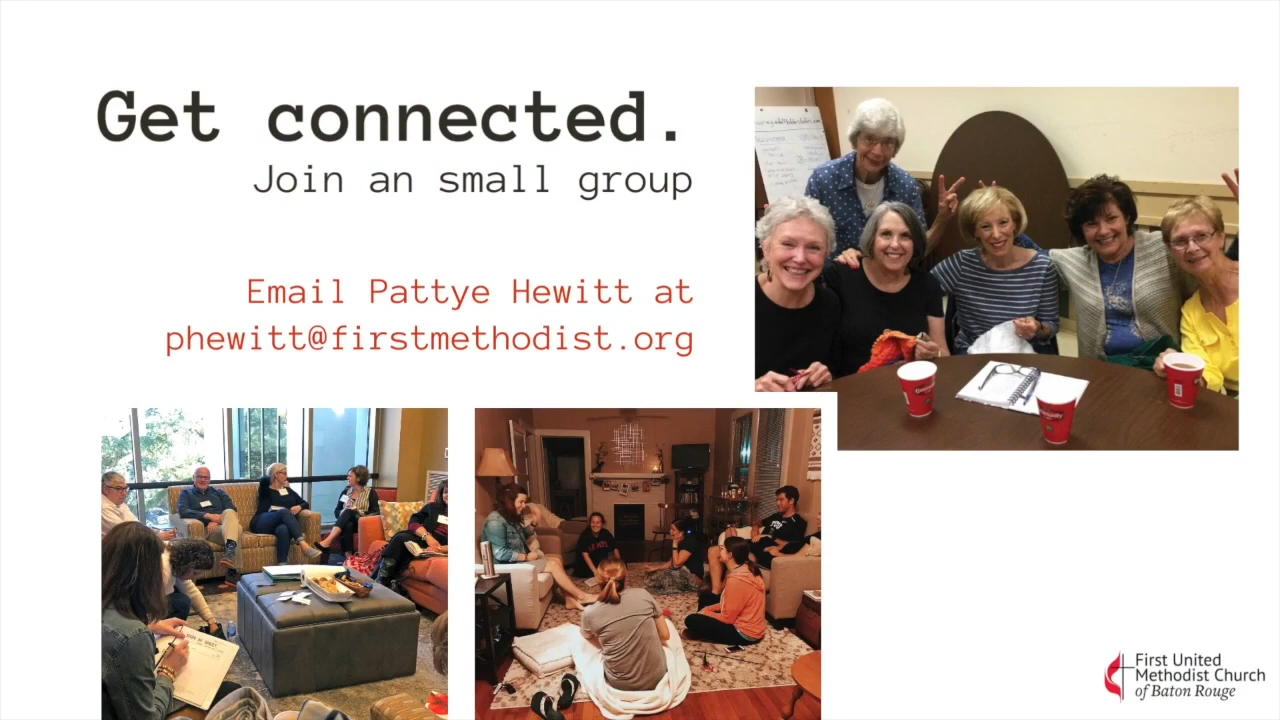 Get connected.
Join an small group
Email Pattye Hewitt at
phewitt@firstmethodist.org
First United
Methodist Church
of Baton Rouge